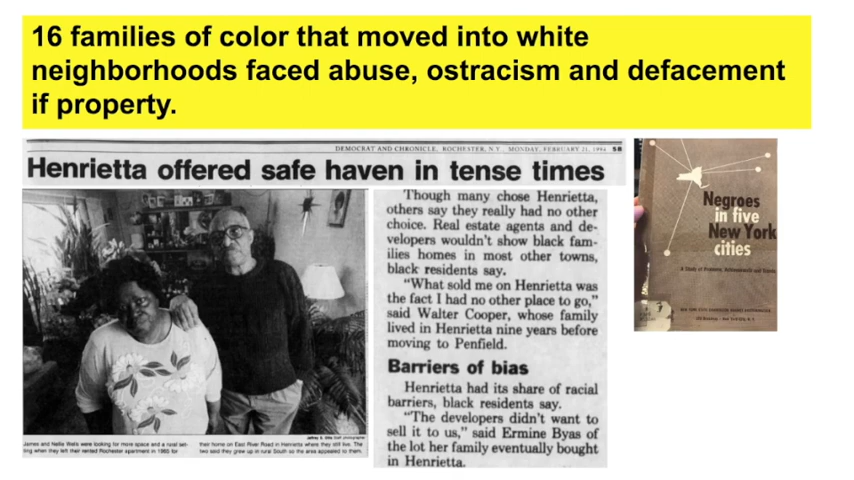 16 families of color that moved into white
neighborhoods faced abuse, ostracism and defacement
if property.
DEMOCRAT AND CHRONICLE, ROCHESTER, N.Y. MONDAY, FEBRUARY 21, 1994 5B
Henrietta offered safe haven in tense times
James and Nellie Walls were looking for more space and a rural set-
ting when they left their rented Rochester apartment in 1965 for
their home on East River Road in Henrietta where they still live. The
two said they grew up in rural South so the area appealed to them.
Though many chose Henrietta,
others say they really had no other
choice. Real estate agents and de-
velopers wouldn't show black fam-
ilies homes in most other towns,
black residents say.
"What sold me on Henrietta was
the fact I had no other place to go,"
said Walter Cooper, whose family
lived in Henrietta nine years before
moving to Penfield.
Barriers of bias
Henrietta had its share of racial
barriers, black residents say.
"The developers didn't want to
sell it to us," said Ermine Byas of
the lot her family eventually bought
in Henrietta.
Negroes
in five
New York
cities
A Study of Problems, Achievements and Trends